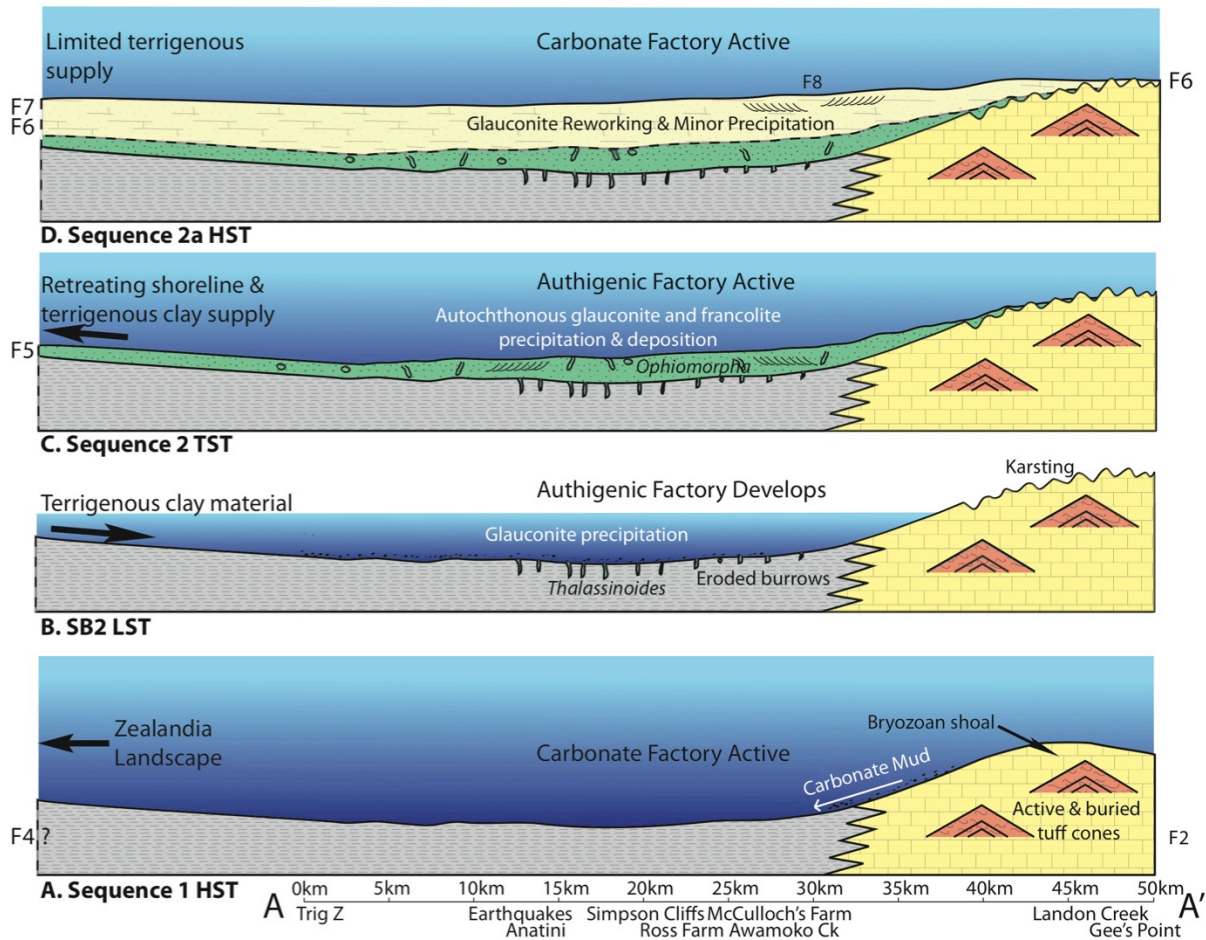 Limited terrigenous
supply
Carbonate Factory Active
F8
F6
F7
F6
Glauconite Reworking & Minor Precipitation
D. Sequence 2a HST
Retreating shoreline &
terrigenous clay supply
Authigenic Factory Active
Autochthonous glauconite and francolite
precipitation & deposition
F5
Ophiomorpha
C. Sequence 2 TST
Karsting
Terrigenous clay material
Authigenic Factory Develops
Glauconite precipitation
Thalassinoides
Eroded burrows
B. SB2 LST
Zealandia
Landscape
Bryozoan shoal
Carbonate Factory Active
Carbonate Mud
Active & buried
tuff cones
F4 ?
F2
A. Sequence 1 HST
A 0km 5km 10km 15km 20km 25km 30km 35km 40km 45km 50km A'
Trig Z Earthquakes Simpson Cliffs McCulloch's Farm Landon Creek
Anatini Ross Farm Awamoko Ck Gee's Point